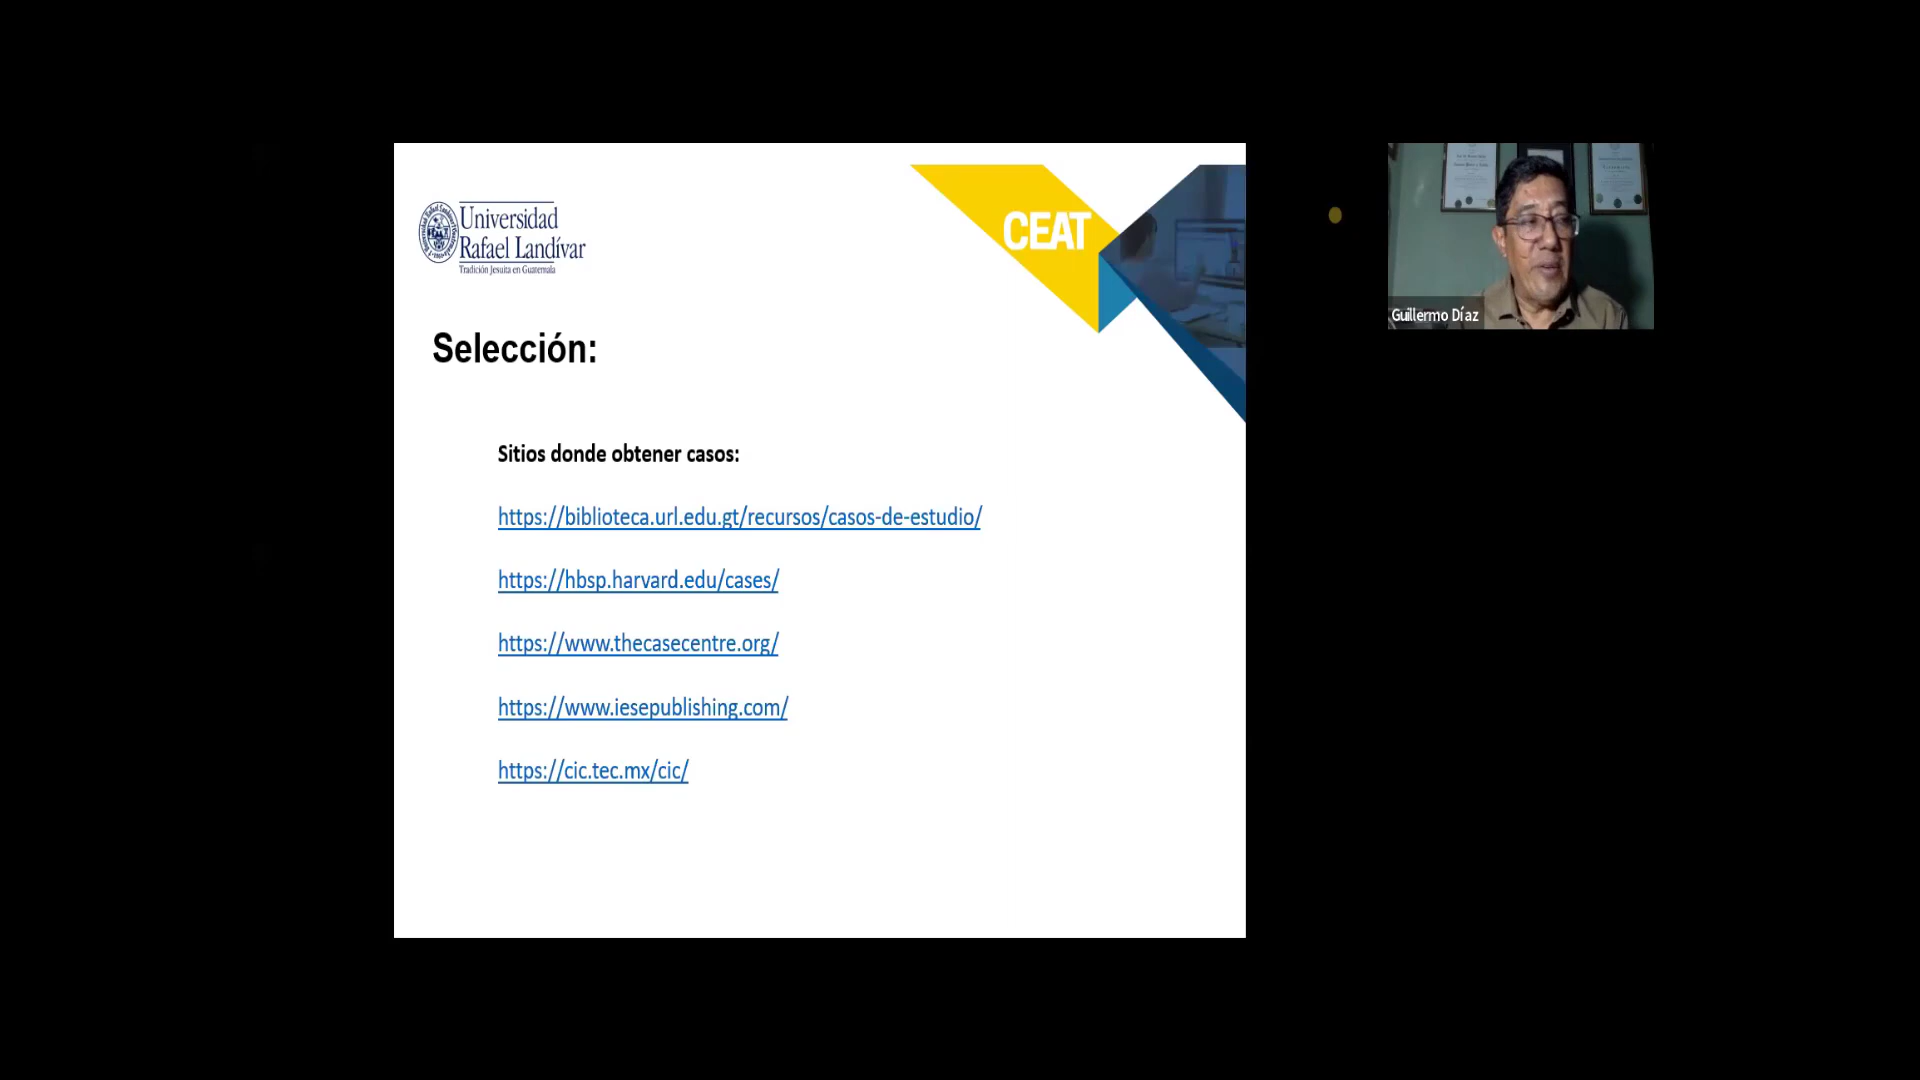 Universidad
Rafael Landívar
Tradición Jesuita en Guatemala
CEAT
Selección:
Sitios donde obtener casos:
https://biblioteca.url.edu.gt/recursos/casos-de-estudio/
https://hbsp.harvard.edu/cases/
https://www.thecasecentre.org/
https://www.iesepublishing.com/
https://cic.tec.mx/cic/
Guillermo Díaz